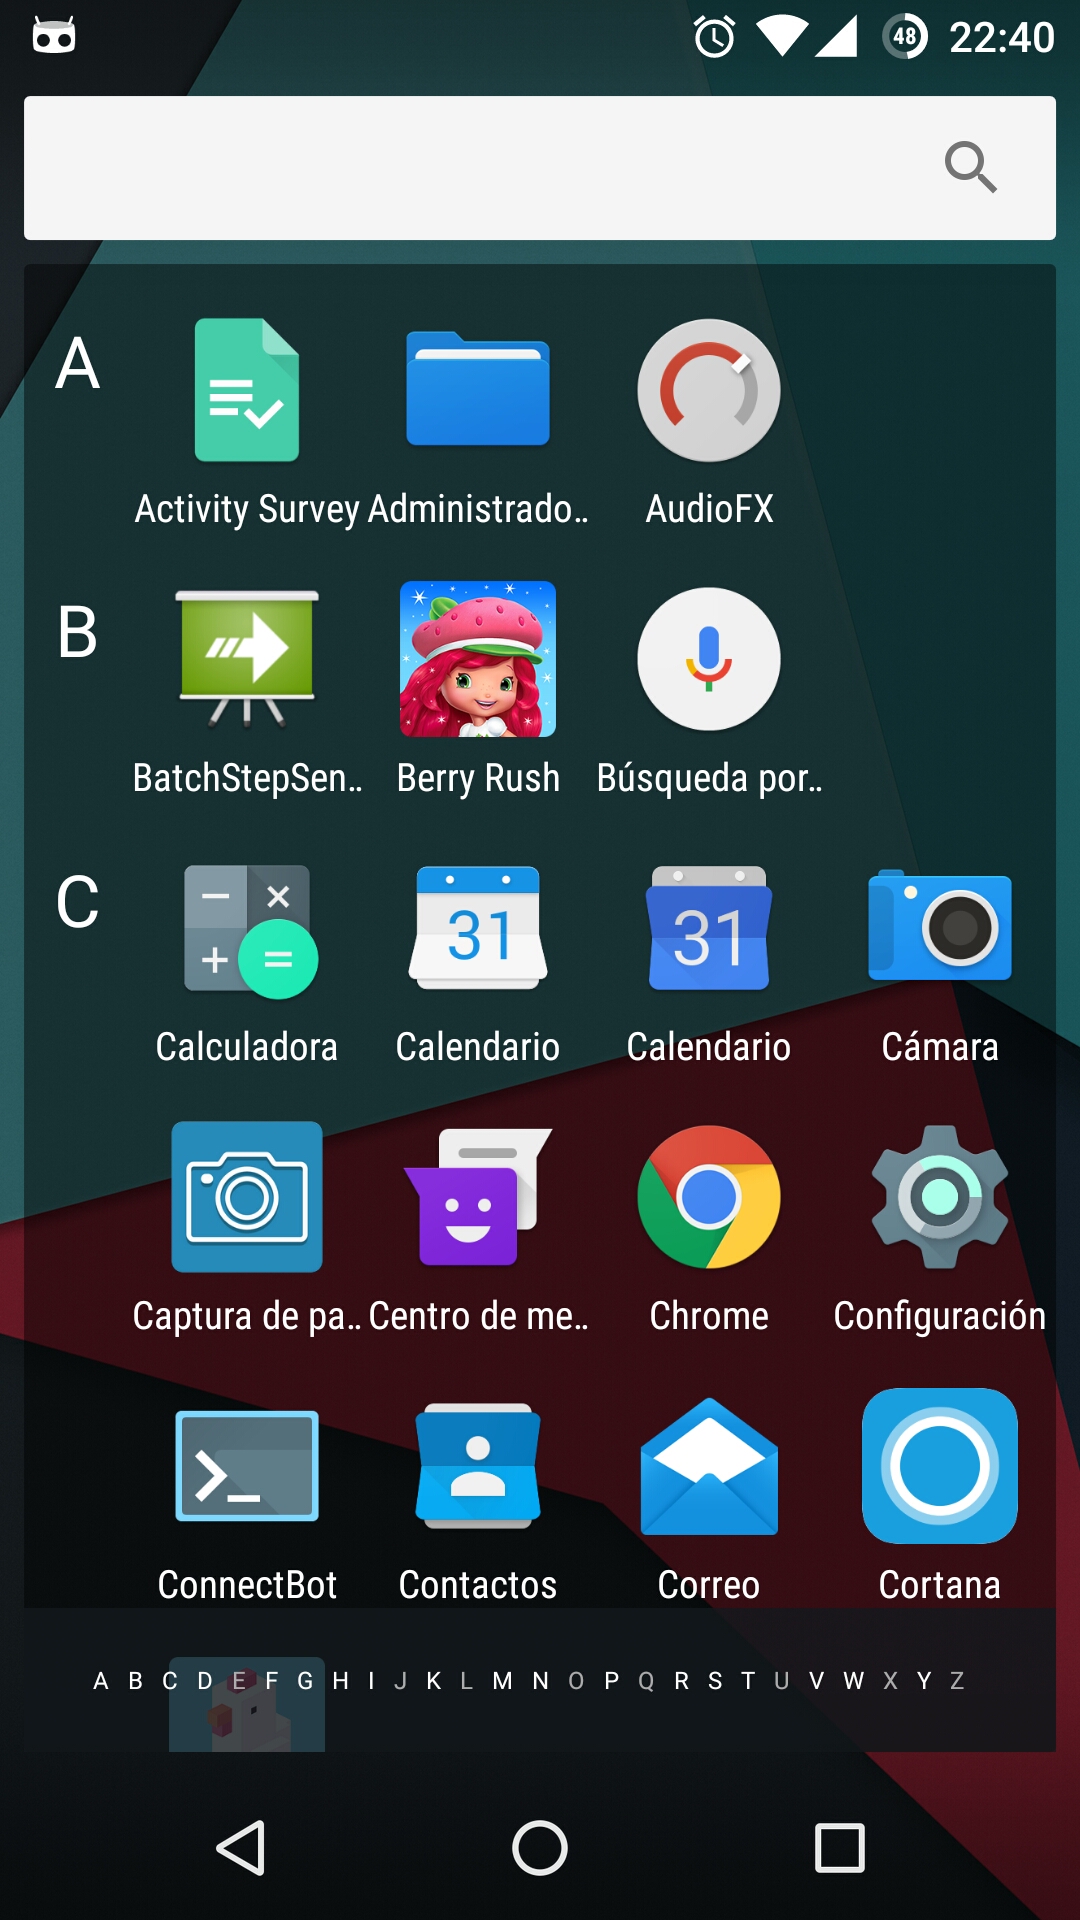 48 22:40
A
Activity Survey Administrado.. AudioFX
B
BatchStepSen.. Berry Rush Búsqueda por..
C
31 31
Calculadora Calendario Calendario Cámara
Captura de pa.. Centro de me.. Chrome Configuración
ConnectBot Contactos Correo Cortana
A B C D E F G H I J K L M N O P Q R S T U V W X Y Z